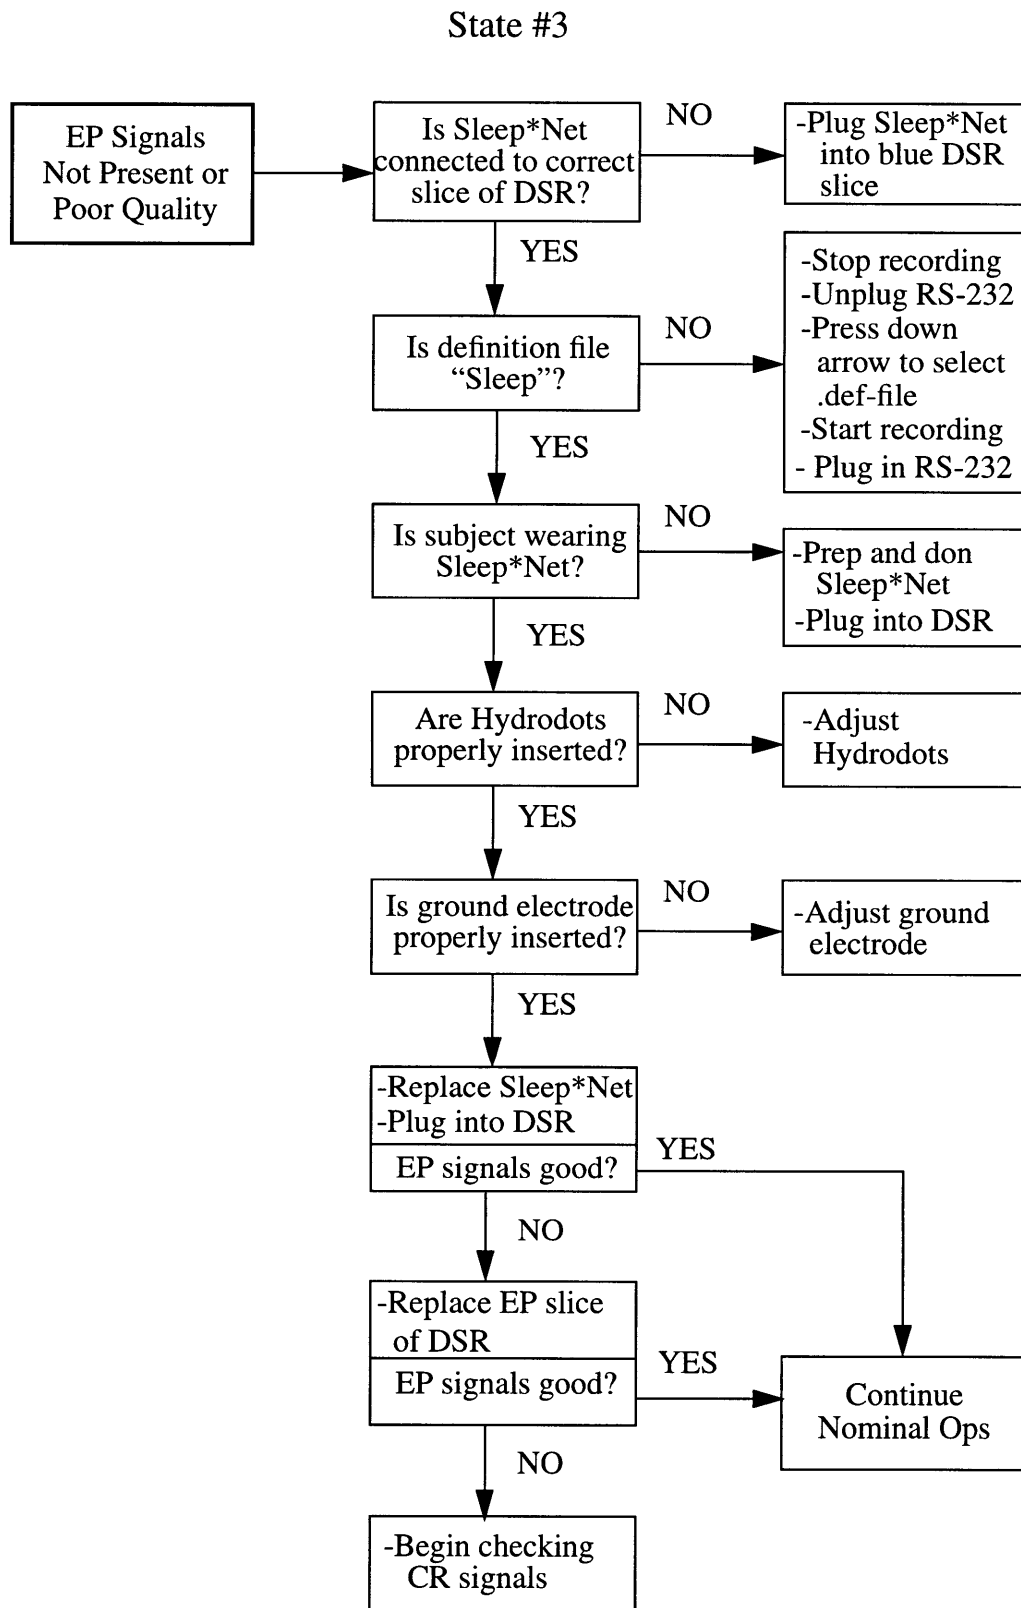 State #3
EP Signals
Not Present or
Poor Quality
Is Sleep*Net
connected to correct
slice of DSR?
NO
-Plug Sleep*Net
into blue DSR
slice
YES
Is definition file
“Sleep”?
NO
-Stop recording
-Unplug RS-232
-Press down
arrow to select
.def-file
-Start recording
- Plug in RS-232
YES
Is subject wearing
Sleep*Net?
NO
-Prep and don
Sleep*Net
-Plug into DSR
YES
Are Hydrodots
properly inserted?
NO
-Adjust
Hydrodots
YES
Is ground electrode
properly inserted?
NO
-Adjust ground
electrode
YES
-Replace Sleep*Net
-Plug into DSR
EP signals good?
YES
NO
-Replace EP slice
of DSR
EP signals good?
YES
Continue
Nominal Ops
NO
-Begin checking
CR signals